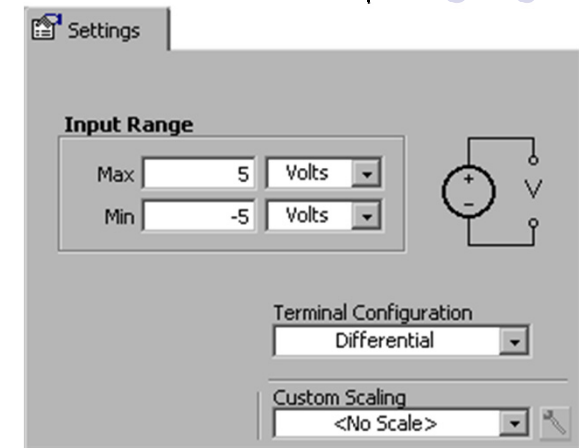 Settings
Input Range
Max 5 Volts
Min -5 Volts
+
-
V
Terminal Configuration
Differential
Custom Scaling
<No Scale>